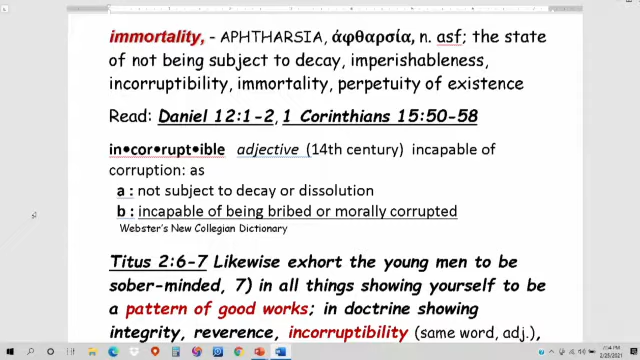 immortality, - APHTHARSIA, ἀφθαρσία, n. asf; the state
of not being subject to decay, imperishableness,
incorruptibility, immortality, perpetuity of existence
Read: Daniel 12:1-2, 1 Corinthians 15:50-58
in•cor•rupt•ible adjective (14th century) incapable of
corruption: as
a : not subject to decay or dissolution
b : incapable of being bribed or morally corrupted
Webster's New Collegian Dictionary
Titus 2:6-7 Likewise exhort the young men to be
sober-minded, 7) in all things showing yourself to be
a pattern of good works; in doctrine showing
integrity, reverence, incorruptibility (same word, adj.),
2/25/2021